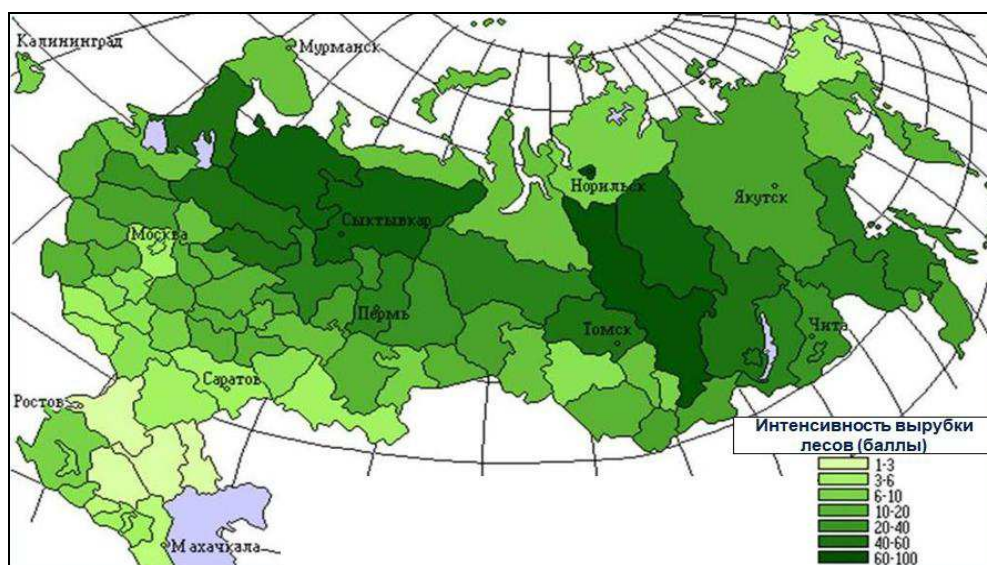 Калининград
Мурманск
Норильск
Якутск
Сыктывкар
Москва
Пермь
Томск
Чита
Саратов
Ростов
Махачкала
Интенсивность вырубки
лесов (баллы)
1-3
3-6
6-10
10-20
20-40
40-60
60-100